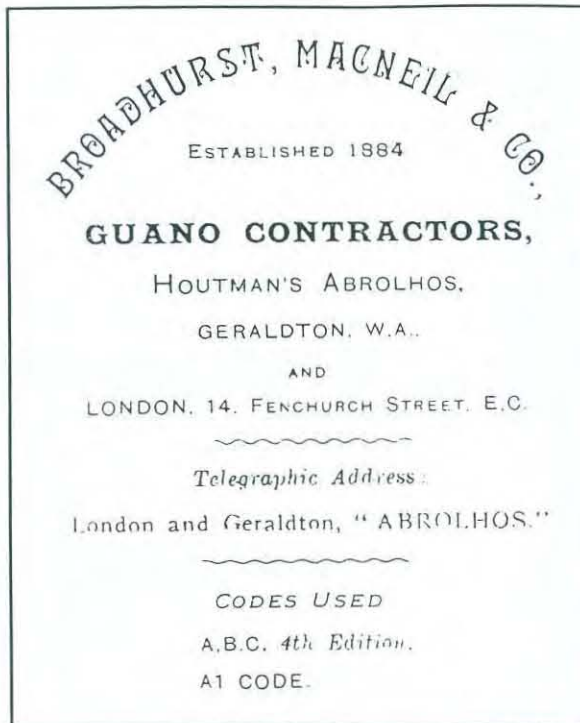 BROADHURST, MACNEIL & CO.,
ESTABLISHED 1884
GUANO CONTRACTORS,
HOUTMAN'S ABROLHOS,
GERALDTON, W.A.,
AND
LONDON, 14, FENCHURCH STREET, E.C.
Telegraphic Address:
London and Geraldton, "ABROLHOS."
CODES USED
A.B.C. 4th Edition.
A1 CODE.